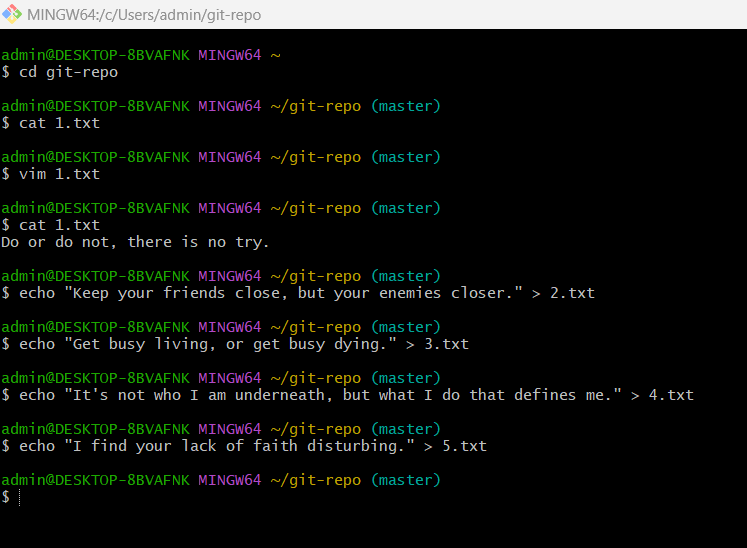 MINGW64:/c/Users/admin/git-repo
admin@DESKTOP-8BVAFNK MINGW64 ~
$ cd git-repo
admin@DESKTOP-8BVAFNK MINGW64 ~/git-repo (master)
$ cat 1.txt
admin@DESKTOP-8BVAFNK MINGW64 ~/git-repo (master)
$ vim 1.txt
admin@DESKTOP-8BVAFNK MINGW64 ~/git-repo (master)
$ cat 1.txt
Do or do not, there is no try.
admin@DESKTOP-8BVAFNK MINGW64 ~/git-repo (master)
$ echo "Keep your friends close, but your enemies closer." > 2.txt
admin@DESKTOP-8BVAFNK MINGW64 ~/git-repo (master)
$ echo "Get busy living, or get busy dying." > 3.txt
admin@DESKTOP-8BVAFNK MINGW64 ~/git-repo (master)
$ echo "It's not who I am underneath, but what I do that defines me." > 4.txt
admin@DESKTOP-8BVAFNK MINGW64 ~/git-repo (master)
$ echo "I find your lack of faith disturbing." > 5.txt
admin@DESKTOP-8BVAFNK MINGW64 ~/git-repo (master)
$